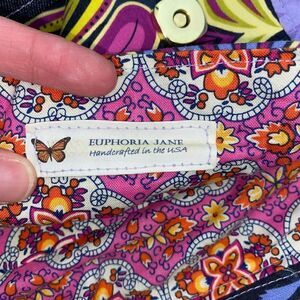 EUPHORIA JANE
Handcrafted in the USA